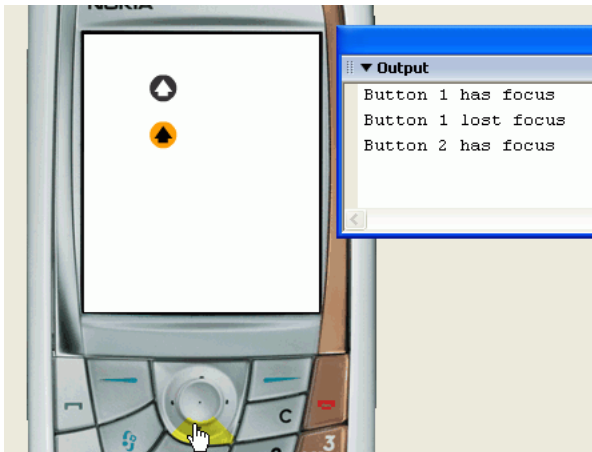 NOKIA
Output
Button 1 has focus
Button 1 lost focus
Button 2 has focus
C
3